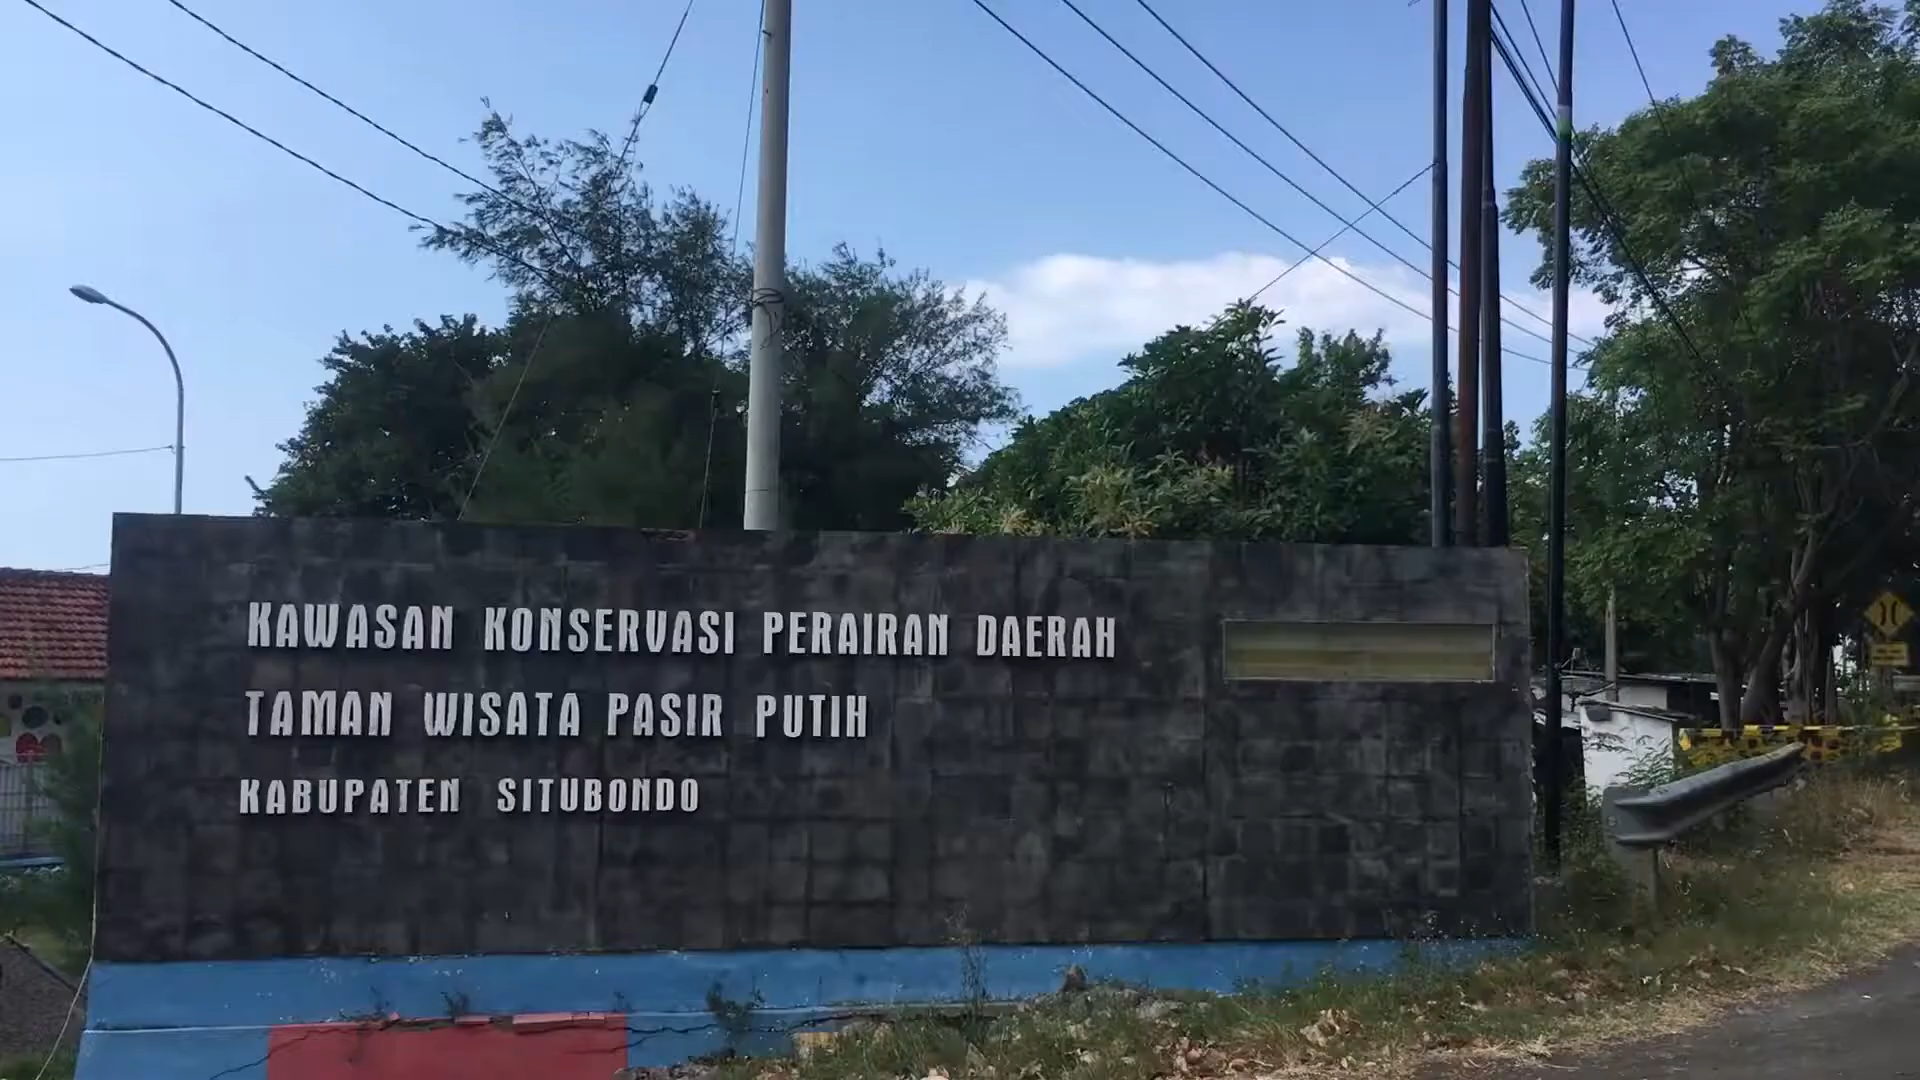 KAWASAN KONSERVASI PERAIRAN DAERAH
TAMAN WISATA PASIR PUTIH
KABUPATEN SITUBONDO